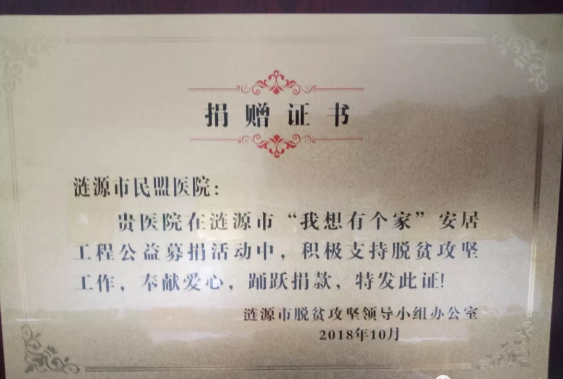 捐赠证书
涟源市民盟医院：
贵医院在涟源市“我想有个家”安居
工程公益募捐活动中，积极支持脱贫攻坚
工作，奉献爱心，踊跃捐款，特发此证！
涟源市脱贫攻坚领导小组办公室
2018年10月